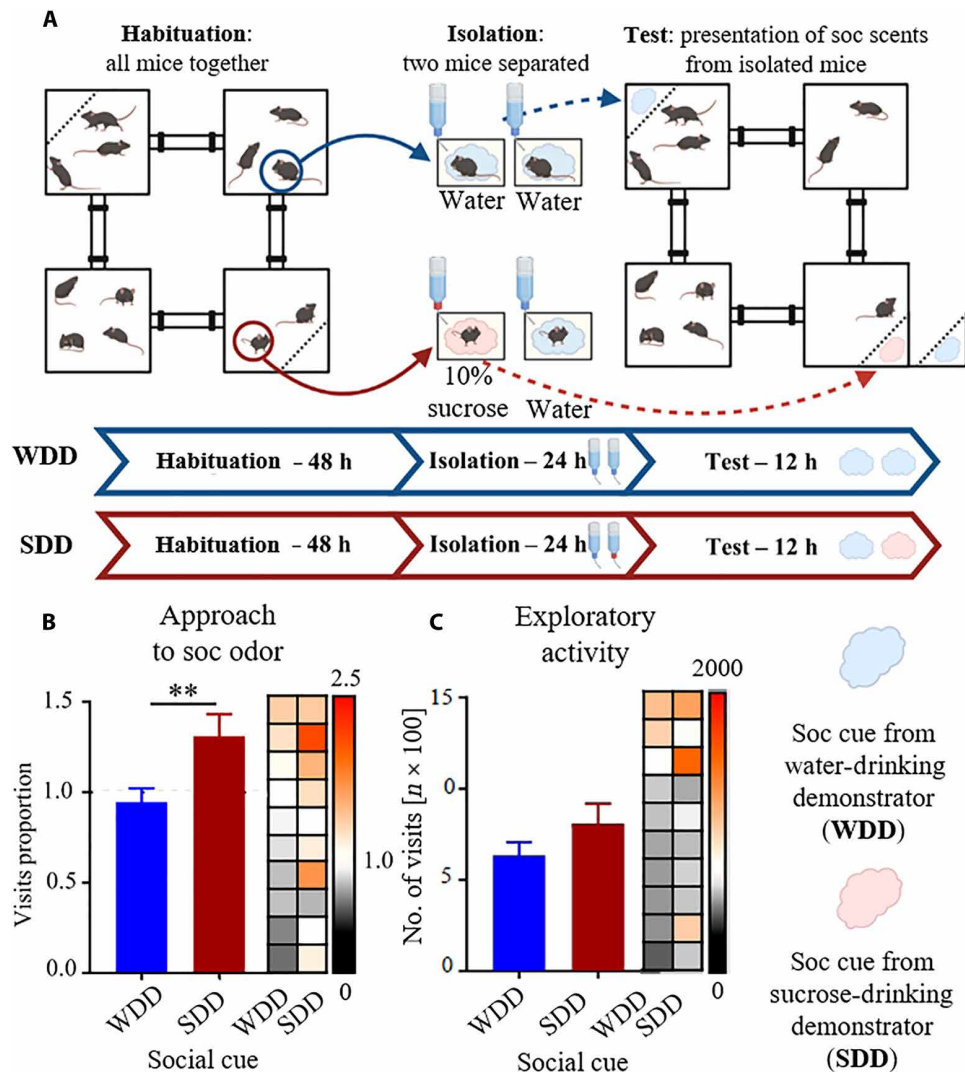 A
Habituation:
all mice together
Isolation:
two mice separated
Test: presentation of soc scents
from isolated mice
Water Water
10%
sucrose Water
WDD
Habituation - 48 h
Isolation – 24 h
Test – 12 h
SDD
Habituation - 48 h
Isolation – 24 h
Test – 12 h
B
Approach
to soc odor
2.5
1.5
**
1.0
0.5
0.0
Visits proportion
1.0
0
WDD
SDD
WDD
SDD
Social cue
C
Exploratory
activity
2000
15
0
5
0
No. of visits [n × 100]
0
WDD
SDD
WDD
SDD
Social cue
Soc cue from
water-drinking
demonstrator
(WDD)
Soc cue from
sucrose-drinking
demonstrator
(SDD)